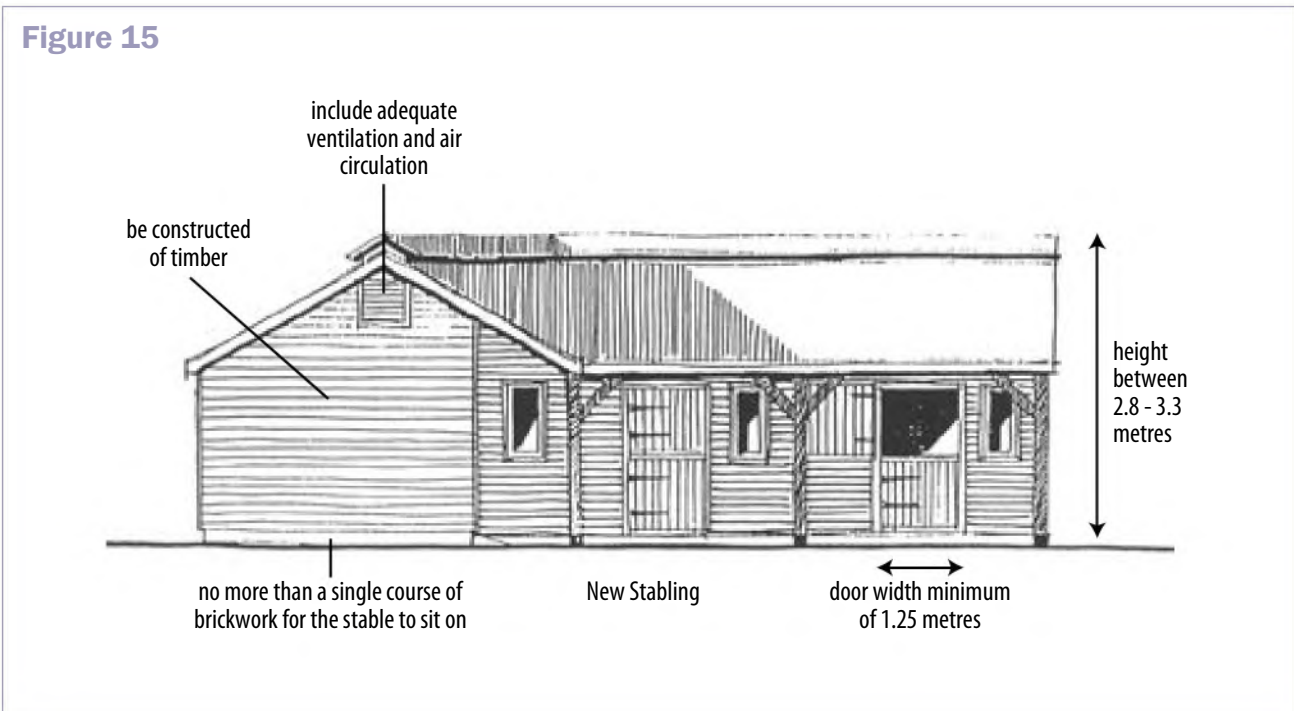 Figure 15
include adequate
ventilation and air
circulation
be constructed
of timber
height
between
2.8 - 3.3
metres
no more than a single course of
brickwork for the stable to sit on
New Stabling
door width minimum
of 1.25 metres